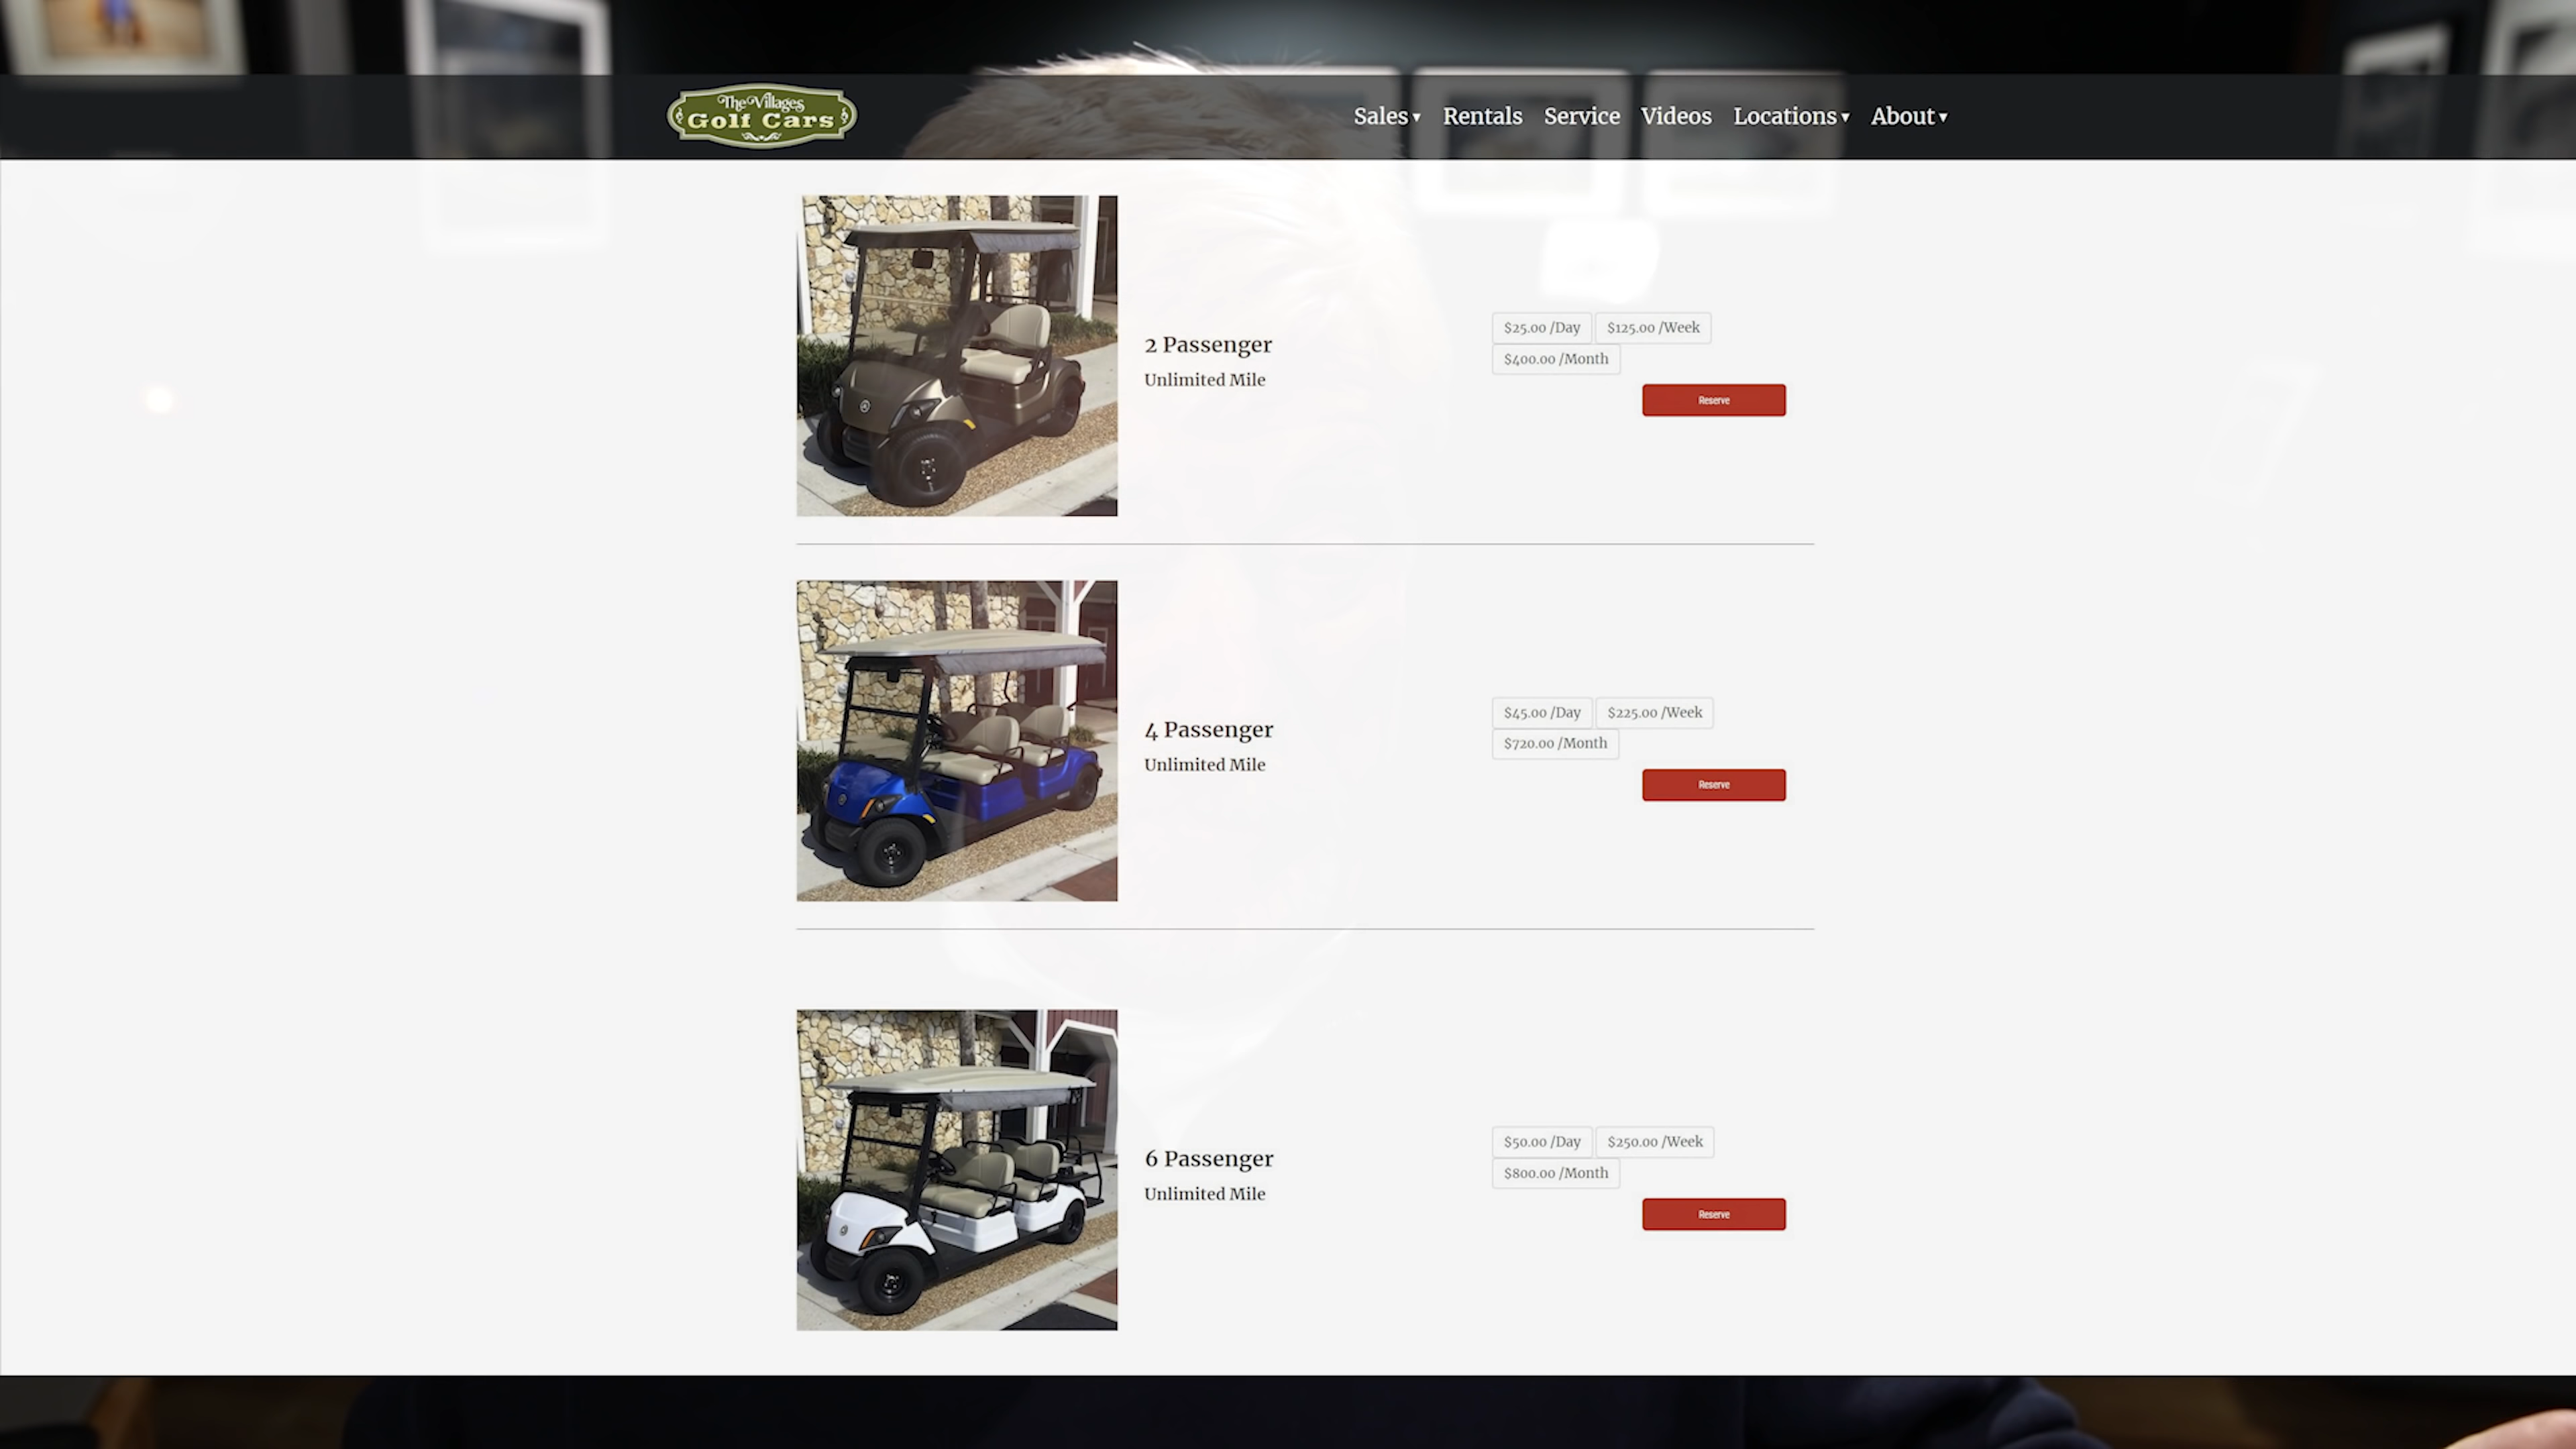 The Villages
Golf Cars
Sales ▾ Rentals Service Videos Locations ▾ About ▾
2 Passenger
Unlimited Mile
$25.00 /Day $125.00 /Week
$400.00 /Month
Reserve
4 Passenger
Unlimited Mile
$45.00 /Day $225.00 /Week
$720.00 /Month
Reserve
6 Passenger
Unlimited Mile
$50.00 /Day $250.00 /Week
$800.00 /Month
Reserve